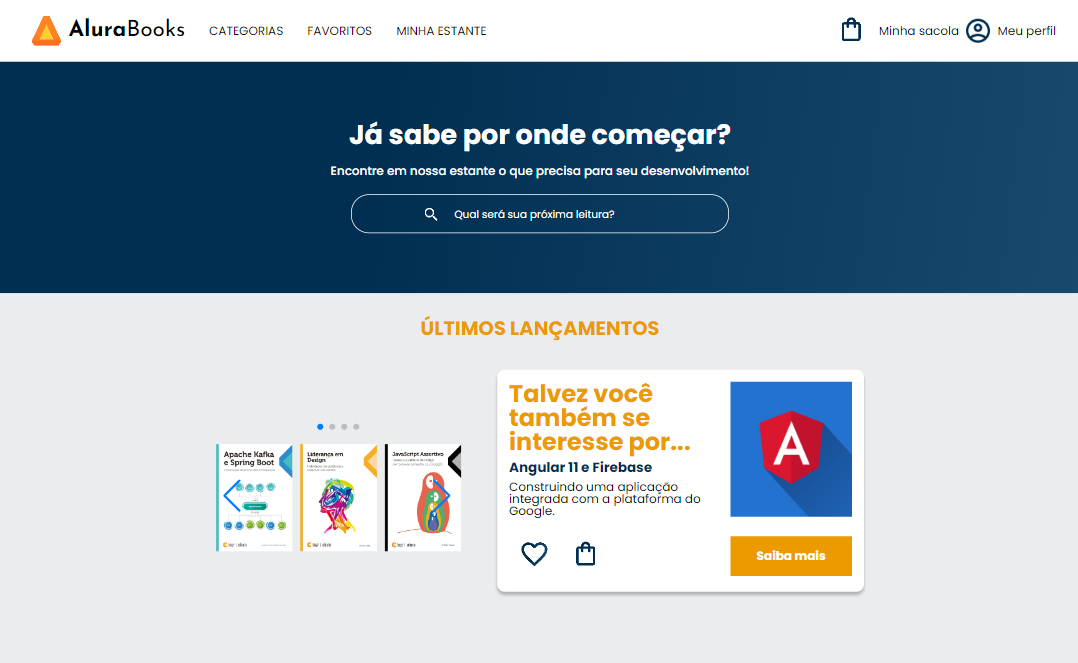 AluraBooks
CATEGORIAS
FAVORITOS
MINHA ESTANTE
Minha sacola
Meu perfil
Já sabe por onde começar?
Encontre em nossa estante o que precisa para seu desenvolvimento!
Qual será sua próxima leitura?
ÚLTIMOS LANÇAMENTOS
Apache Kafka
e Spring Boot
Liderança em
Design
JavaScript Assertivo
Talvez você
também se
interesse por...
Angular 11 e Firebase
Construindo uma aplicação
integrada com a plataforma do
Google.
A
Saiba mais